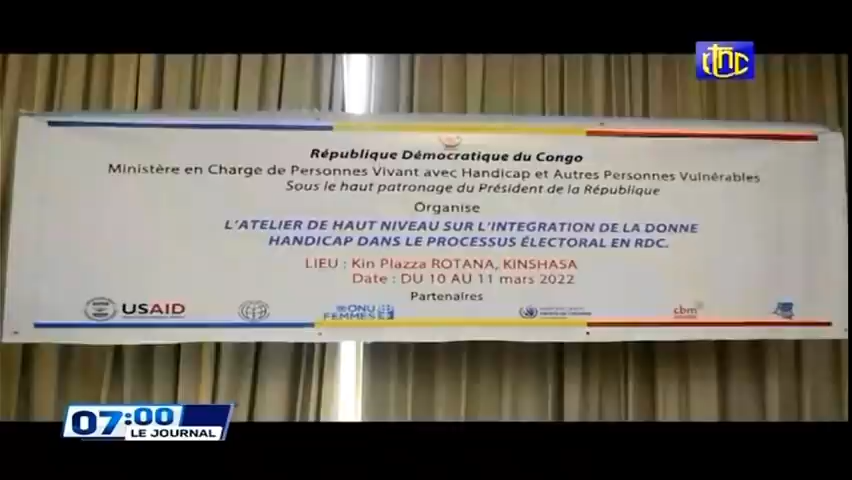 République Démocratique du Congo
Ministère en Charge de Personnes Vivant avec Handicap et Autres Personnes Vulnérables
Sous le haut patronage du Président de la République
Organise
L'ATELIER DE HAUT NIVEAU SUR L'INTEGRATION DE LA DONNE
HANDICAP DANS LE PROCESSUS ÉLECTORAL EN RDC.
LIEU : Kin Plazza ROTANA, KINSHASA
Date : DU 10 AU 11 mars 2022
Partenaires
USAID
ONU
FEMMES
cbm
07:00
LE JOURNAL